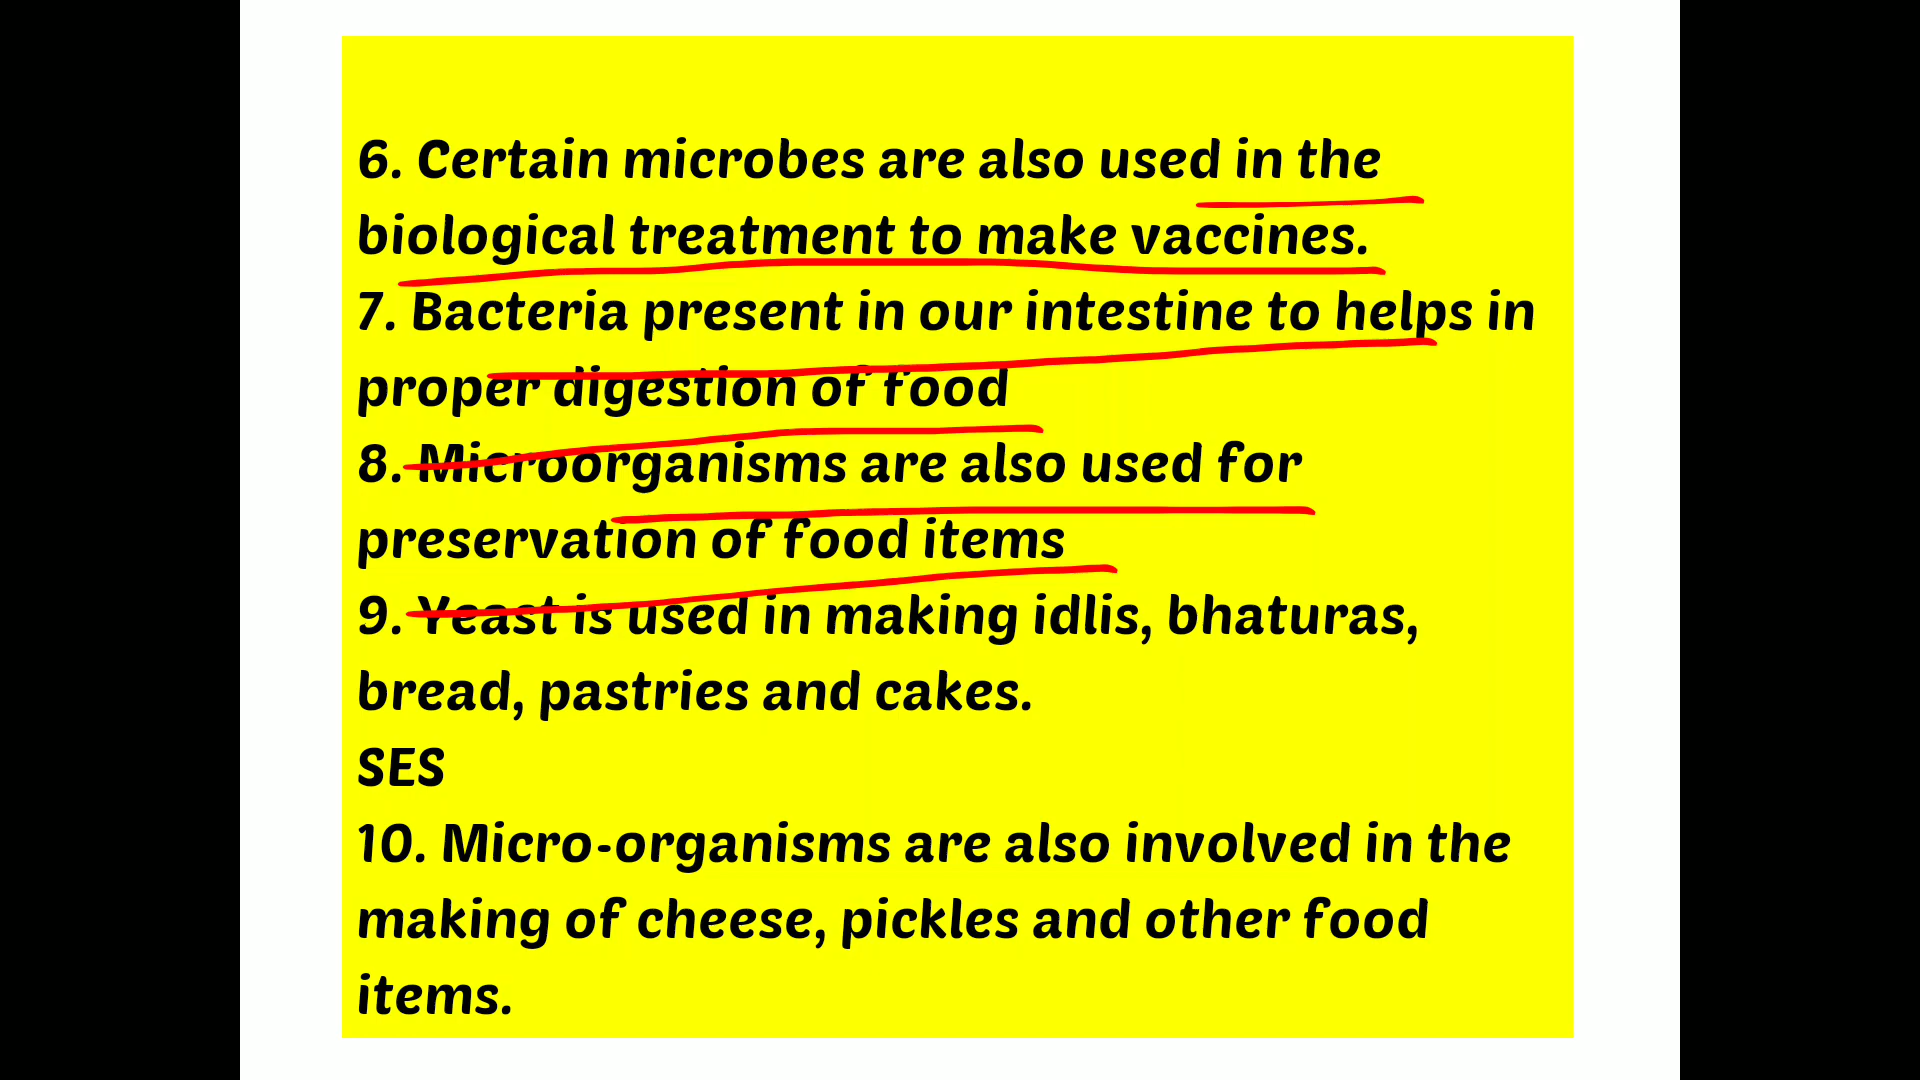 6. Certain microbes are also used in the
biological treatment to make vaccines.
7. Bacteria present in our intestine to helps in
proper digestion of food
8. Microorganisms are also used for
preservation of food items
9. Yeast is used in making idlis, bhaturas,
bread, pastries and cakes.
SES
10. Micro-organisms are also involved in the
making of cheese, pickles and other food
items.